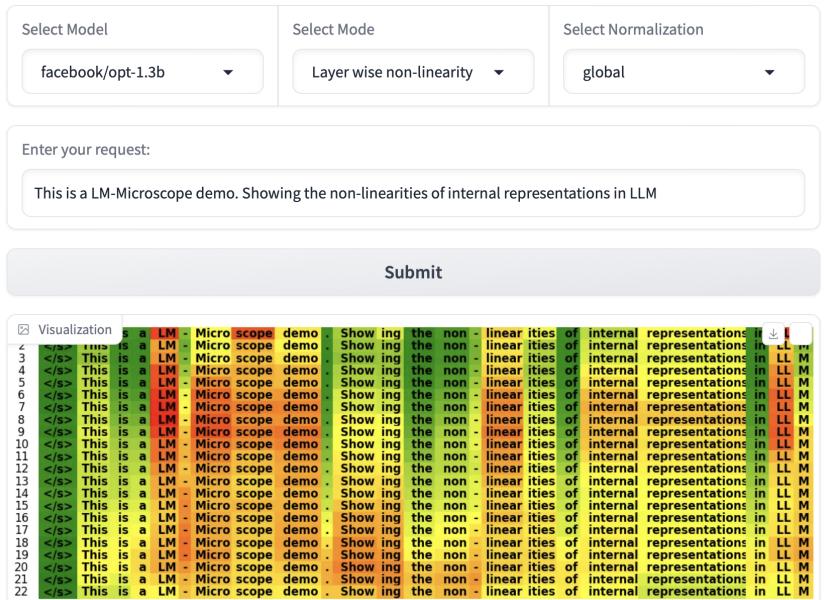 Select Model Select Mode Select Normalization
facebook/opt-1.3b Layer wise non-linearity global
Enter your request:
This is a LM-Microscope demo. Showing the non-linearities of internal representations in LLM
Submit
Visualization
s a LM - Micro scope demo . Show ing the non - linear ities of internal representations in L
2 </s> This is a LM - Micro scope demo . Show ing the non - linear ities of internal representations in LL M
3 </s> This is a LM - Micro scope demo . Show ing the non - linear ities of internal representations in LL M
4 </s> This is a LM - Micro scope demo . Show ing the non - linear ities of internal representations in LL M
5 </s> This is a LM - Micro scope demo . Show ing the non - linear ities of internal representations in LL M
6 </s> This is a LM - Micro scope demo . Show ing the non - linear ities of internal representations in LL M
7 </s> This is a LM - Micro scope demo . Show ing the non - linear ities of internal representations in LL M
8 </s> This is a LM - Micro scope demo . Show ing the non - linear ities of internal representations in LL M
9 </s> This is a LM - Micro scope demo . Show ing the non - linear ities of internal representations in LL M
10 </s> This is a LM - Micro scope demo . Show ing the non - linear ities of internal representations in LL M
11 </s> This is a LM - Micro scope demo . Show ing the non - linear ities of internal representations in LL M
12 </s> This is a LM - Micro scope demo . Show ing the non - linear ities of internal representations in LL M
13 </s> This is a LM - Micro scope demo . Show ing the non - linear ities of internal representations in LL M
14 </s> This is a LM - Micro scope demo . Show ing the non - linear ities of internal representations in LL M
15 </s> This is a LM - Micro scope demo . Show ing the non - linear ities of internal representations in LL M
16 </s> This is a LM - Micro scope demo . Show ing the non - linear ities of internal representations in LL M
17 </s> This is a LM - Micro scope demo . Show ing the non - linear ities of internal representations in LL M
18 </s> This is a LM - Micro scope demo . Show ing the non - linear ities of internal representations in LL M
19 </s> This is a LM - Micro scope demo . Show ing the non - linear ities of internal representations in LL M
20 </s> This is a LM - Micro scope demo . Show ing the non - linear ities of internal representations in LL M
21 </s> This is a LM - Micro scope demo . Show ing the non - linear ities of internal representations in LL M
22 </s> This is a LM - Micro scope demo . Show ing the non - linear ities of internal representations in LL M